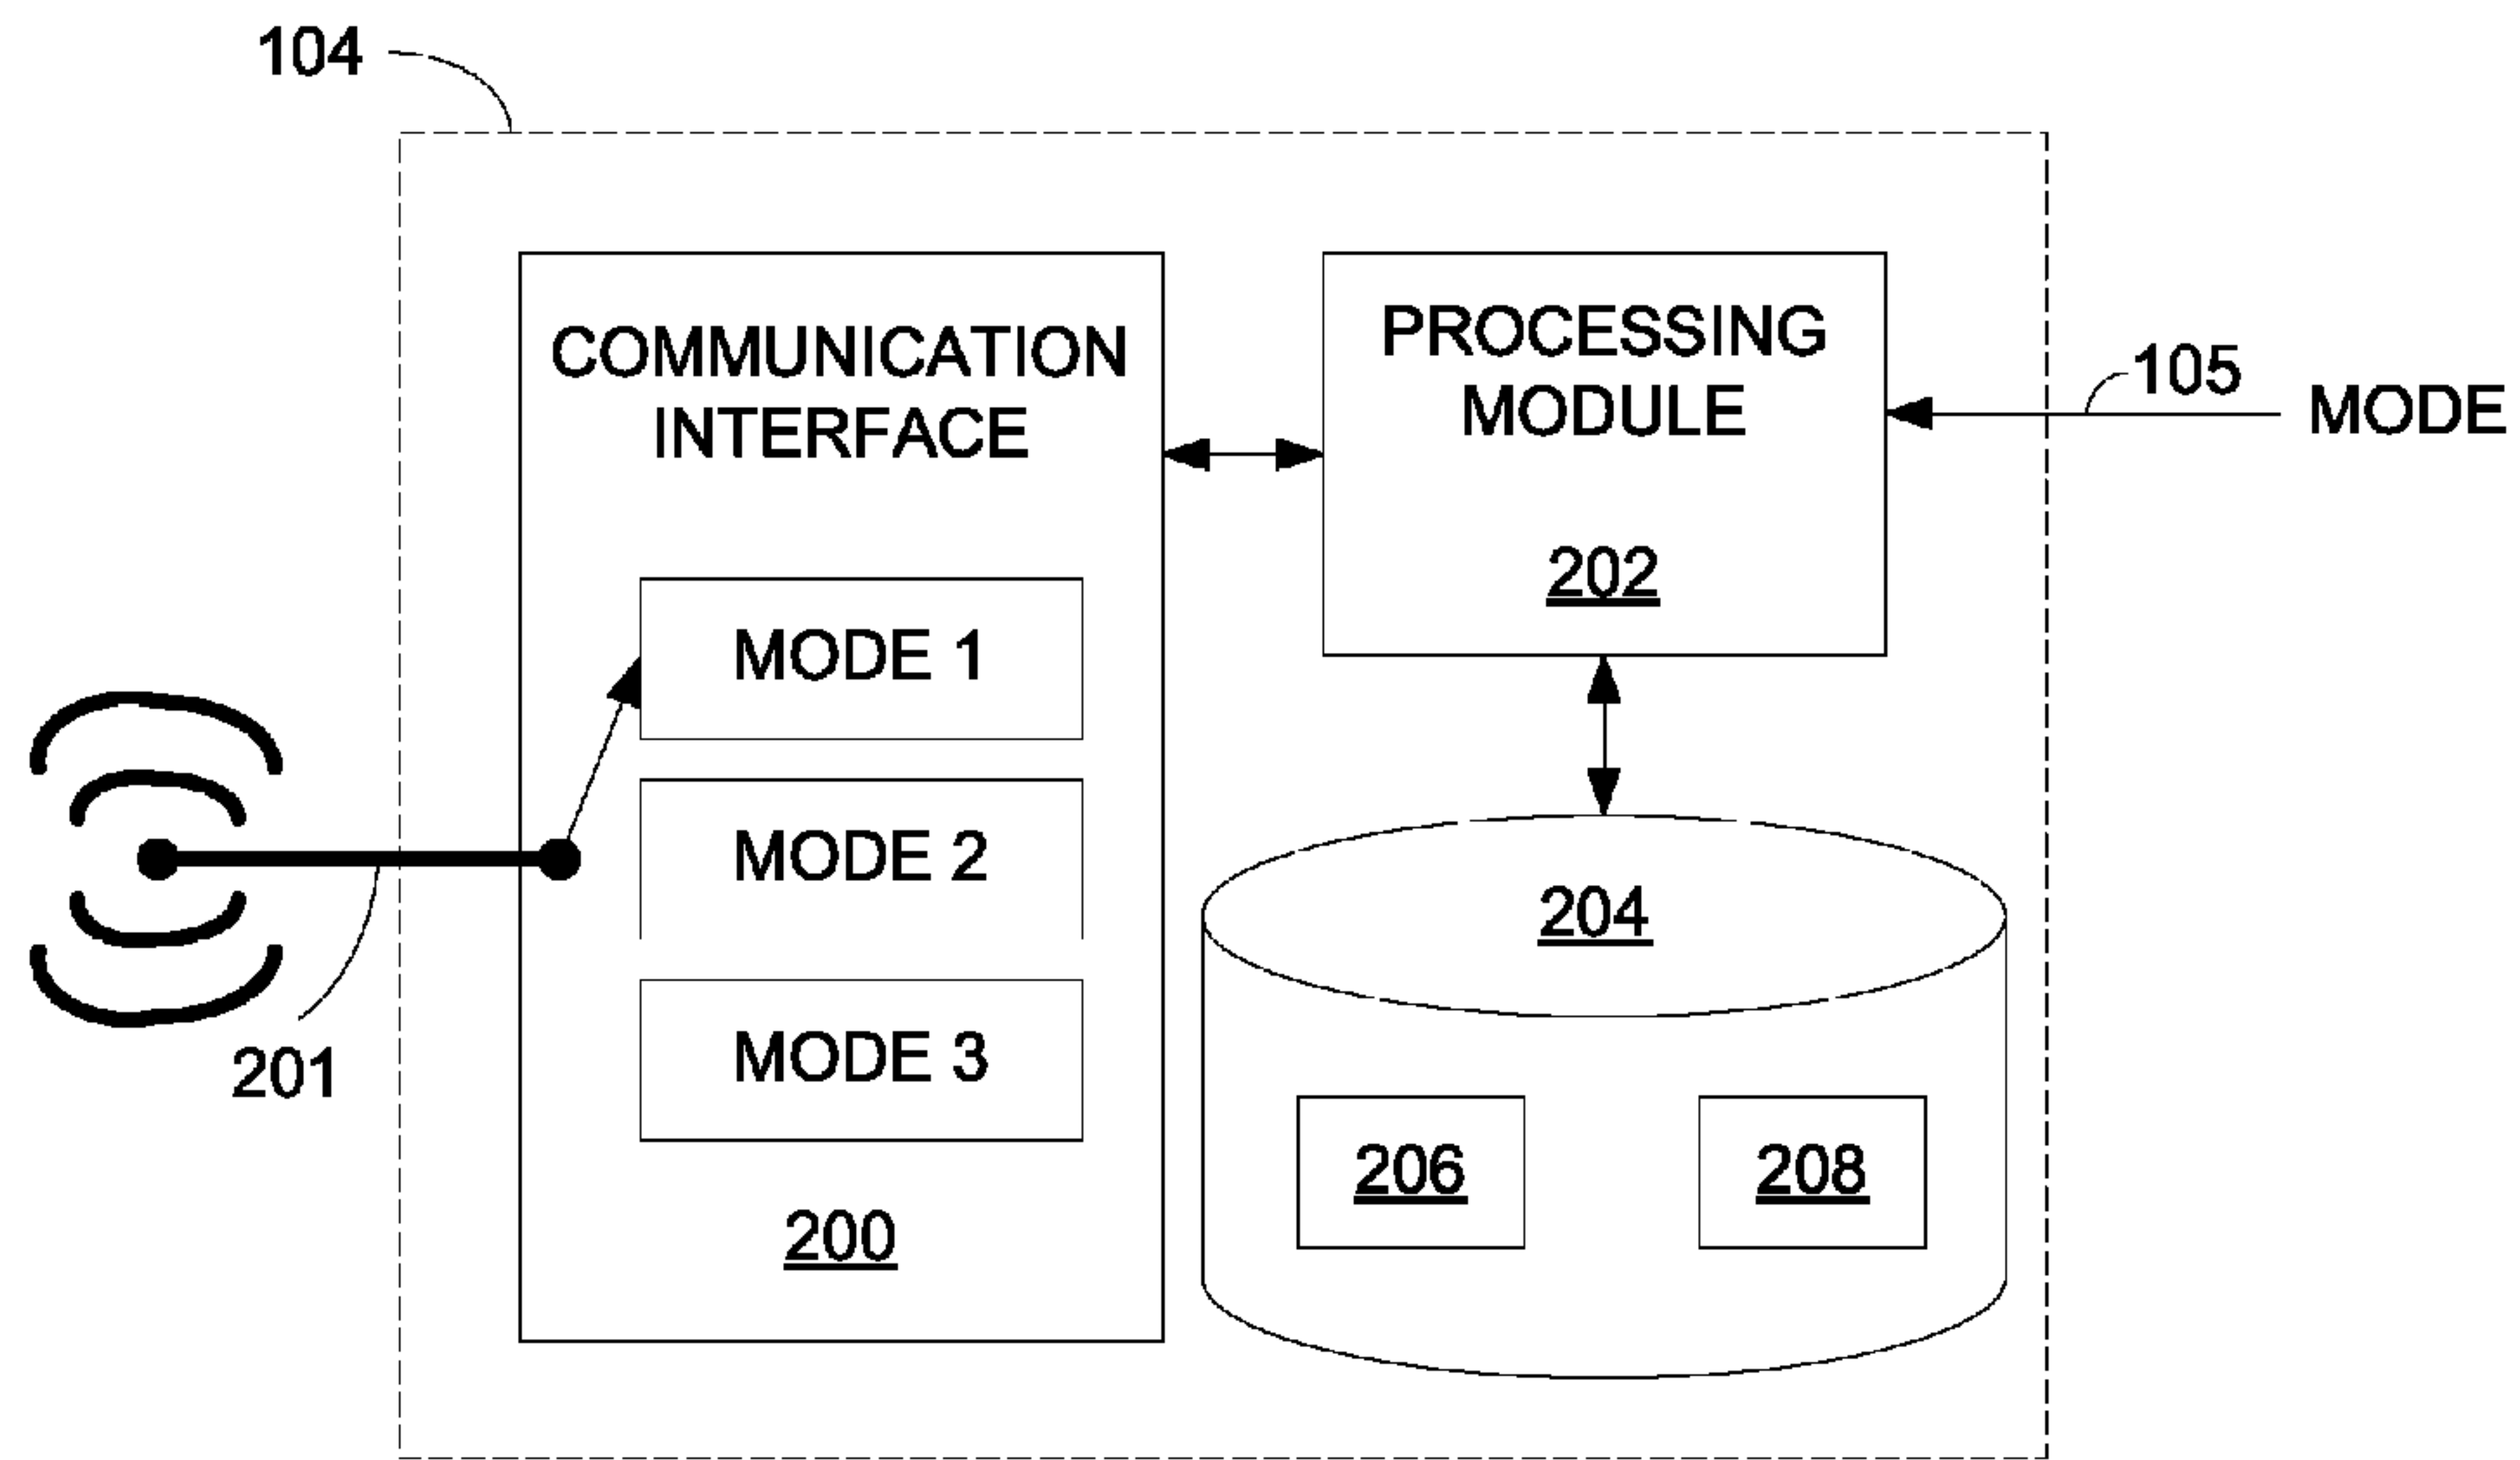 104
COMMUNICATION
INTERFACE
MODE 1
MODE 2
MODE 3
200
201
PROCESSING
MODULE
202
105
MODE
204
206
208